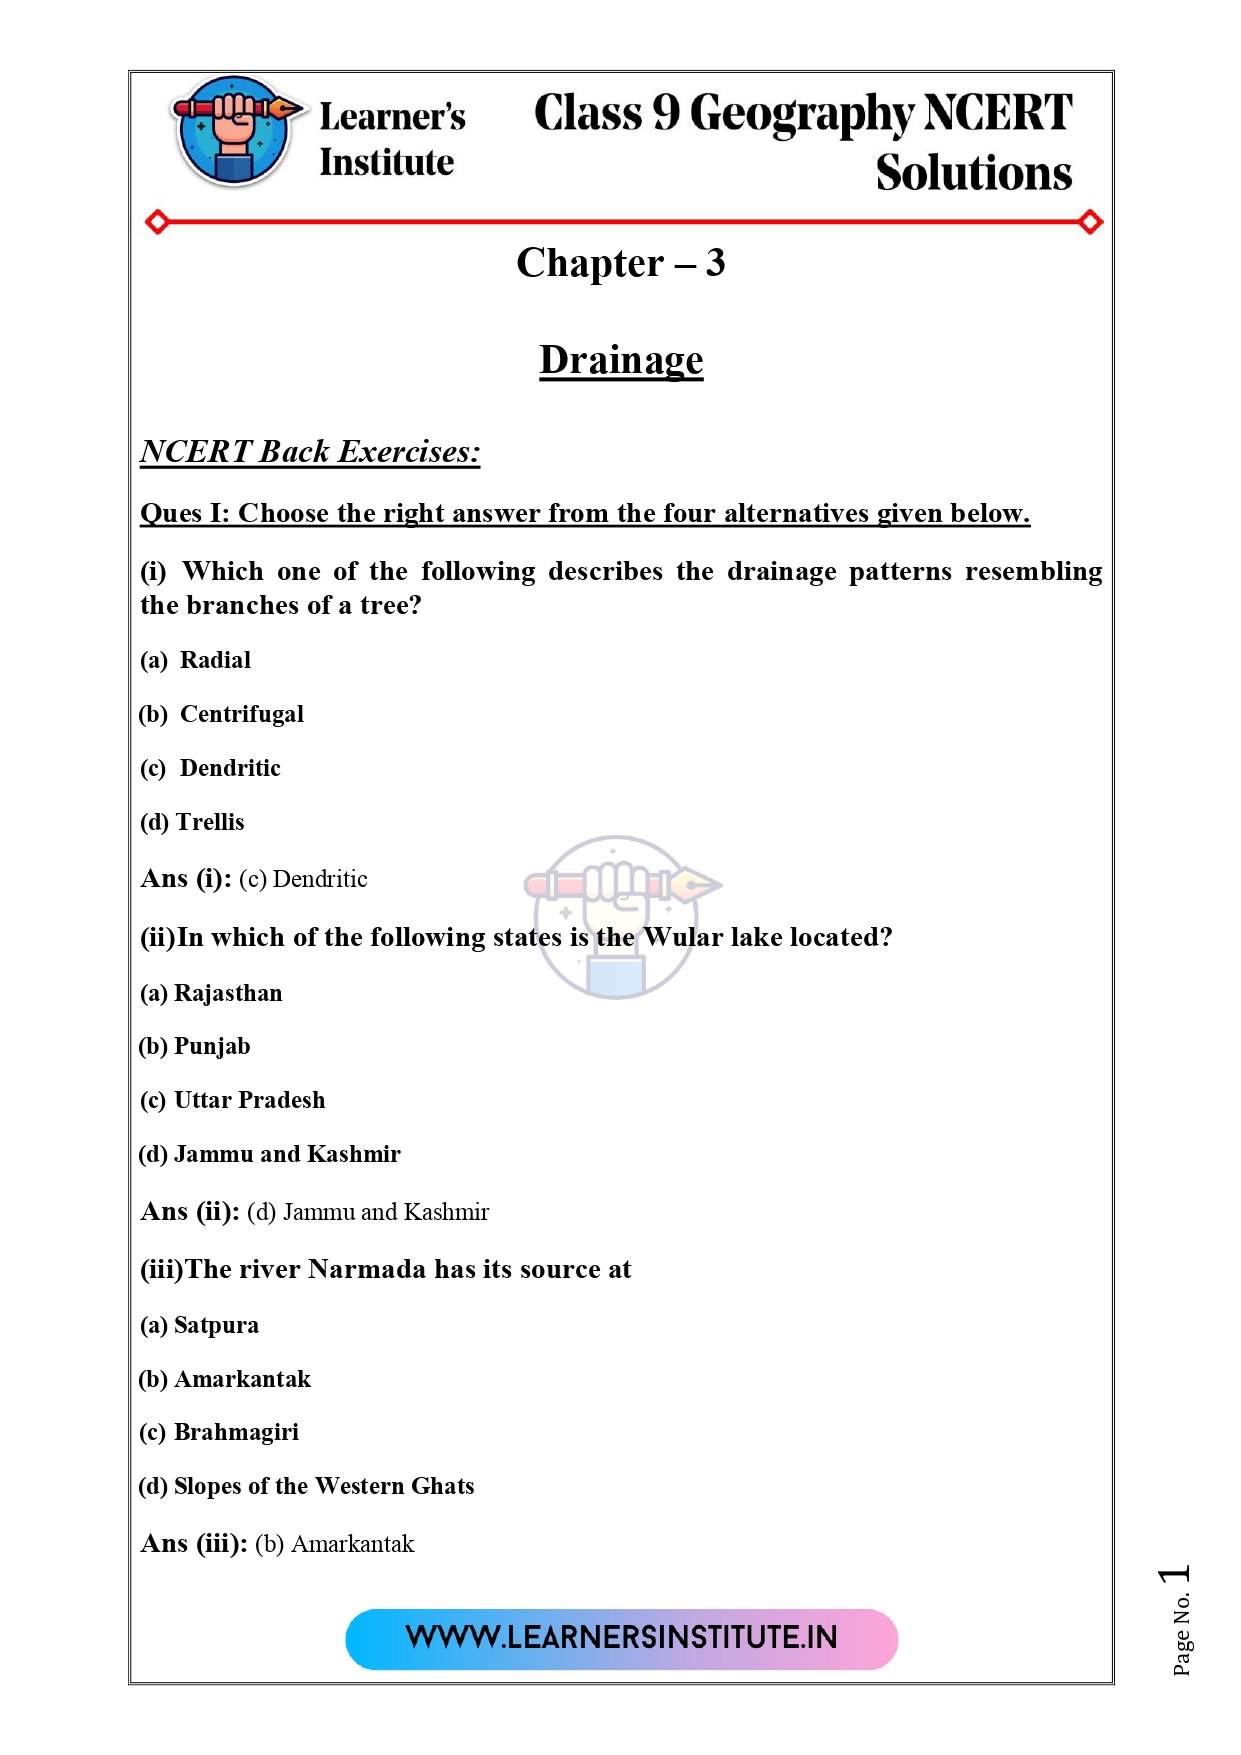 Learner's
Institute
Class 9 Geography NCERT
Solutions
Chapter – 3
Drainage
NCERT Back Exercises:
Ques I: Choose the right answer from the four alternatives given below.
(i) Which one of the following describes the drainage patterns resembling
the branches of a tree?
(a) Radial
(b) Centrifugal
(c) Dendritic
(d) Trellis
Ans (i): (c) Dendritic
(ii)In which of the following states is the Wular lake located?
(a) Rajasthan
(b) Punjab
(c) Uttar Pradesh
(d) Jammu and Kashmir
Ans (ii): (d) Jammu and Kashmir
(iii)The river Narmada has its source at
(a) Satpura
(b) Amarkantak
(c) Brahmagiri
(d) Slopes of the Western Ghats
Ans (iii): (b) Amarkantak
WWW.LEARNERSINSTITUTE.IN
Page No. 1